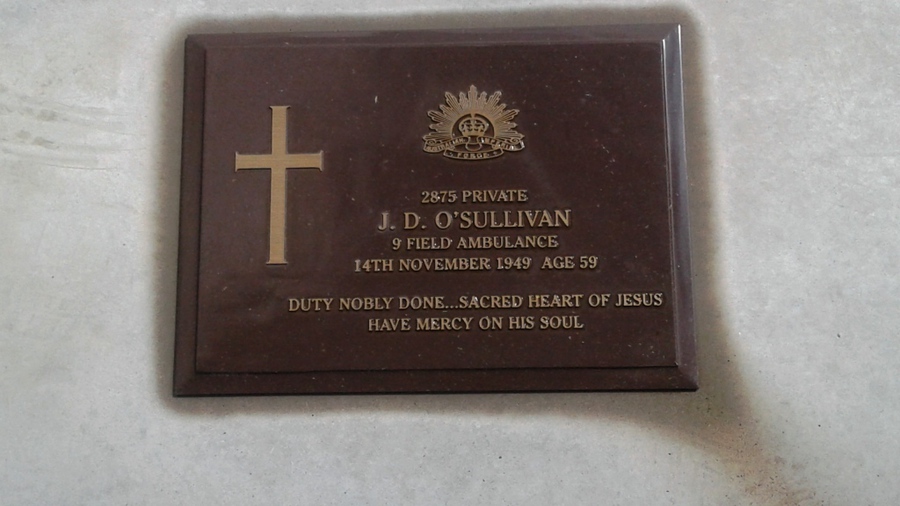 2875 PRIVATE
J. D. O'SULLIVAN
9 FIELD AMBULANCE
14TH NOVEMBER 1949 AGE 59
DUTY NOBLY DONE...SACRED HEART OF JESUS
HAVE MERCY ON HIS SOUL